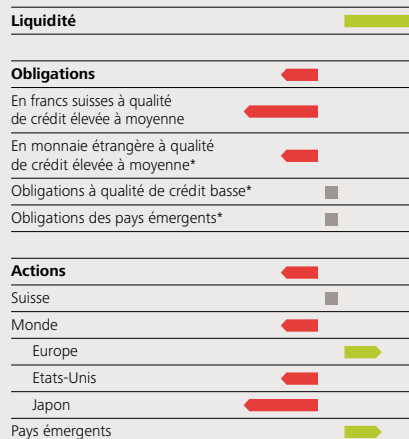 Liquidité
Obligations
En francs suisses à qualité
de crédit élevée à moyenne
En monnaie étrangère à qualité
de crédit élevée à moyenne*
Obligations à qualité de crédit basse*
Obligations des pays émergents*
Actions
Suisse
Monde
Europe
Etats-Unis
Japon
Pays émergents